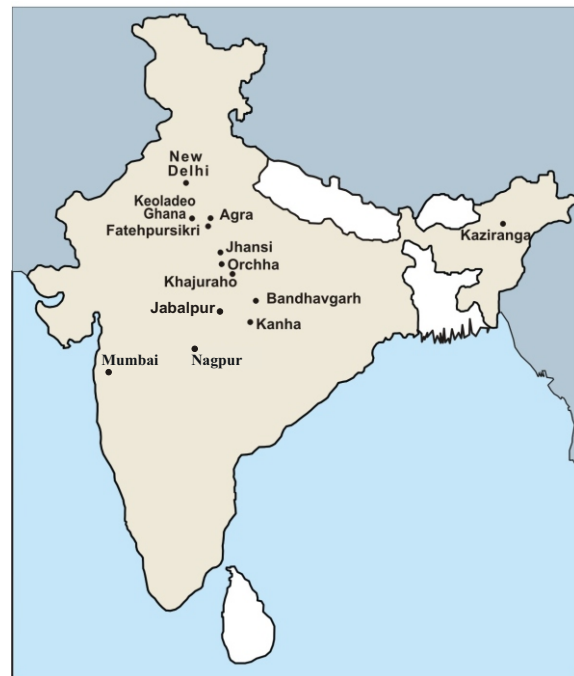 New
Delhi
Keoladeo
Ghana
Agra
Fatehpursikri
Kaziranga
Jhansi
Orchha
Khajuraho
Bandhavgarh
Jabalpur
Kanha
Mumbai
Nagpur